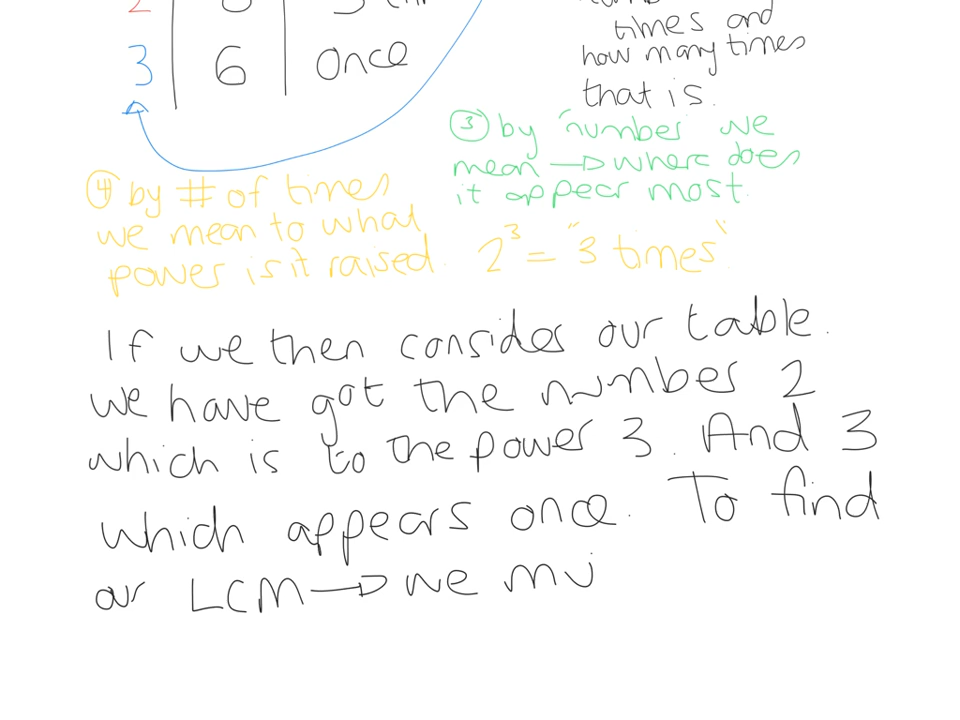 3 | 6 | once
times and
how many times
that is.
③ by "number" we
mean → where does
it appear most.
④ by # of times
we mean to what
power is it raised. 2³ = "3 times"
If we then consider our table.
we have got the number 2
which is to the power 3. And 3
which appears once. To find
our LCM → we mu